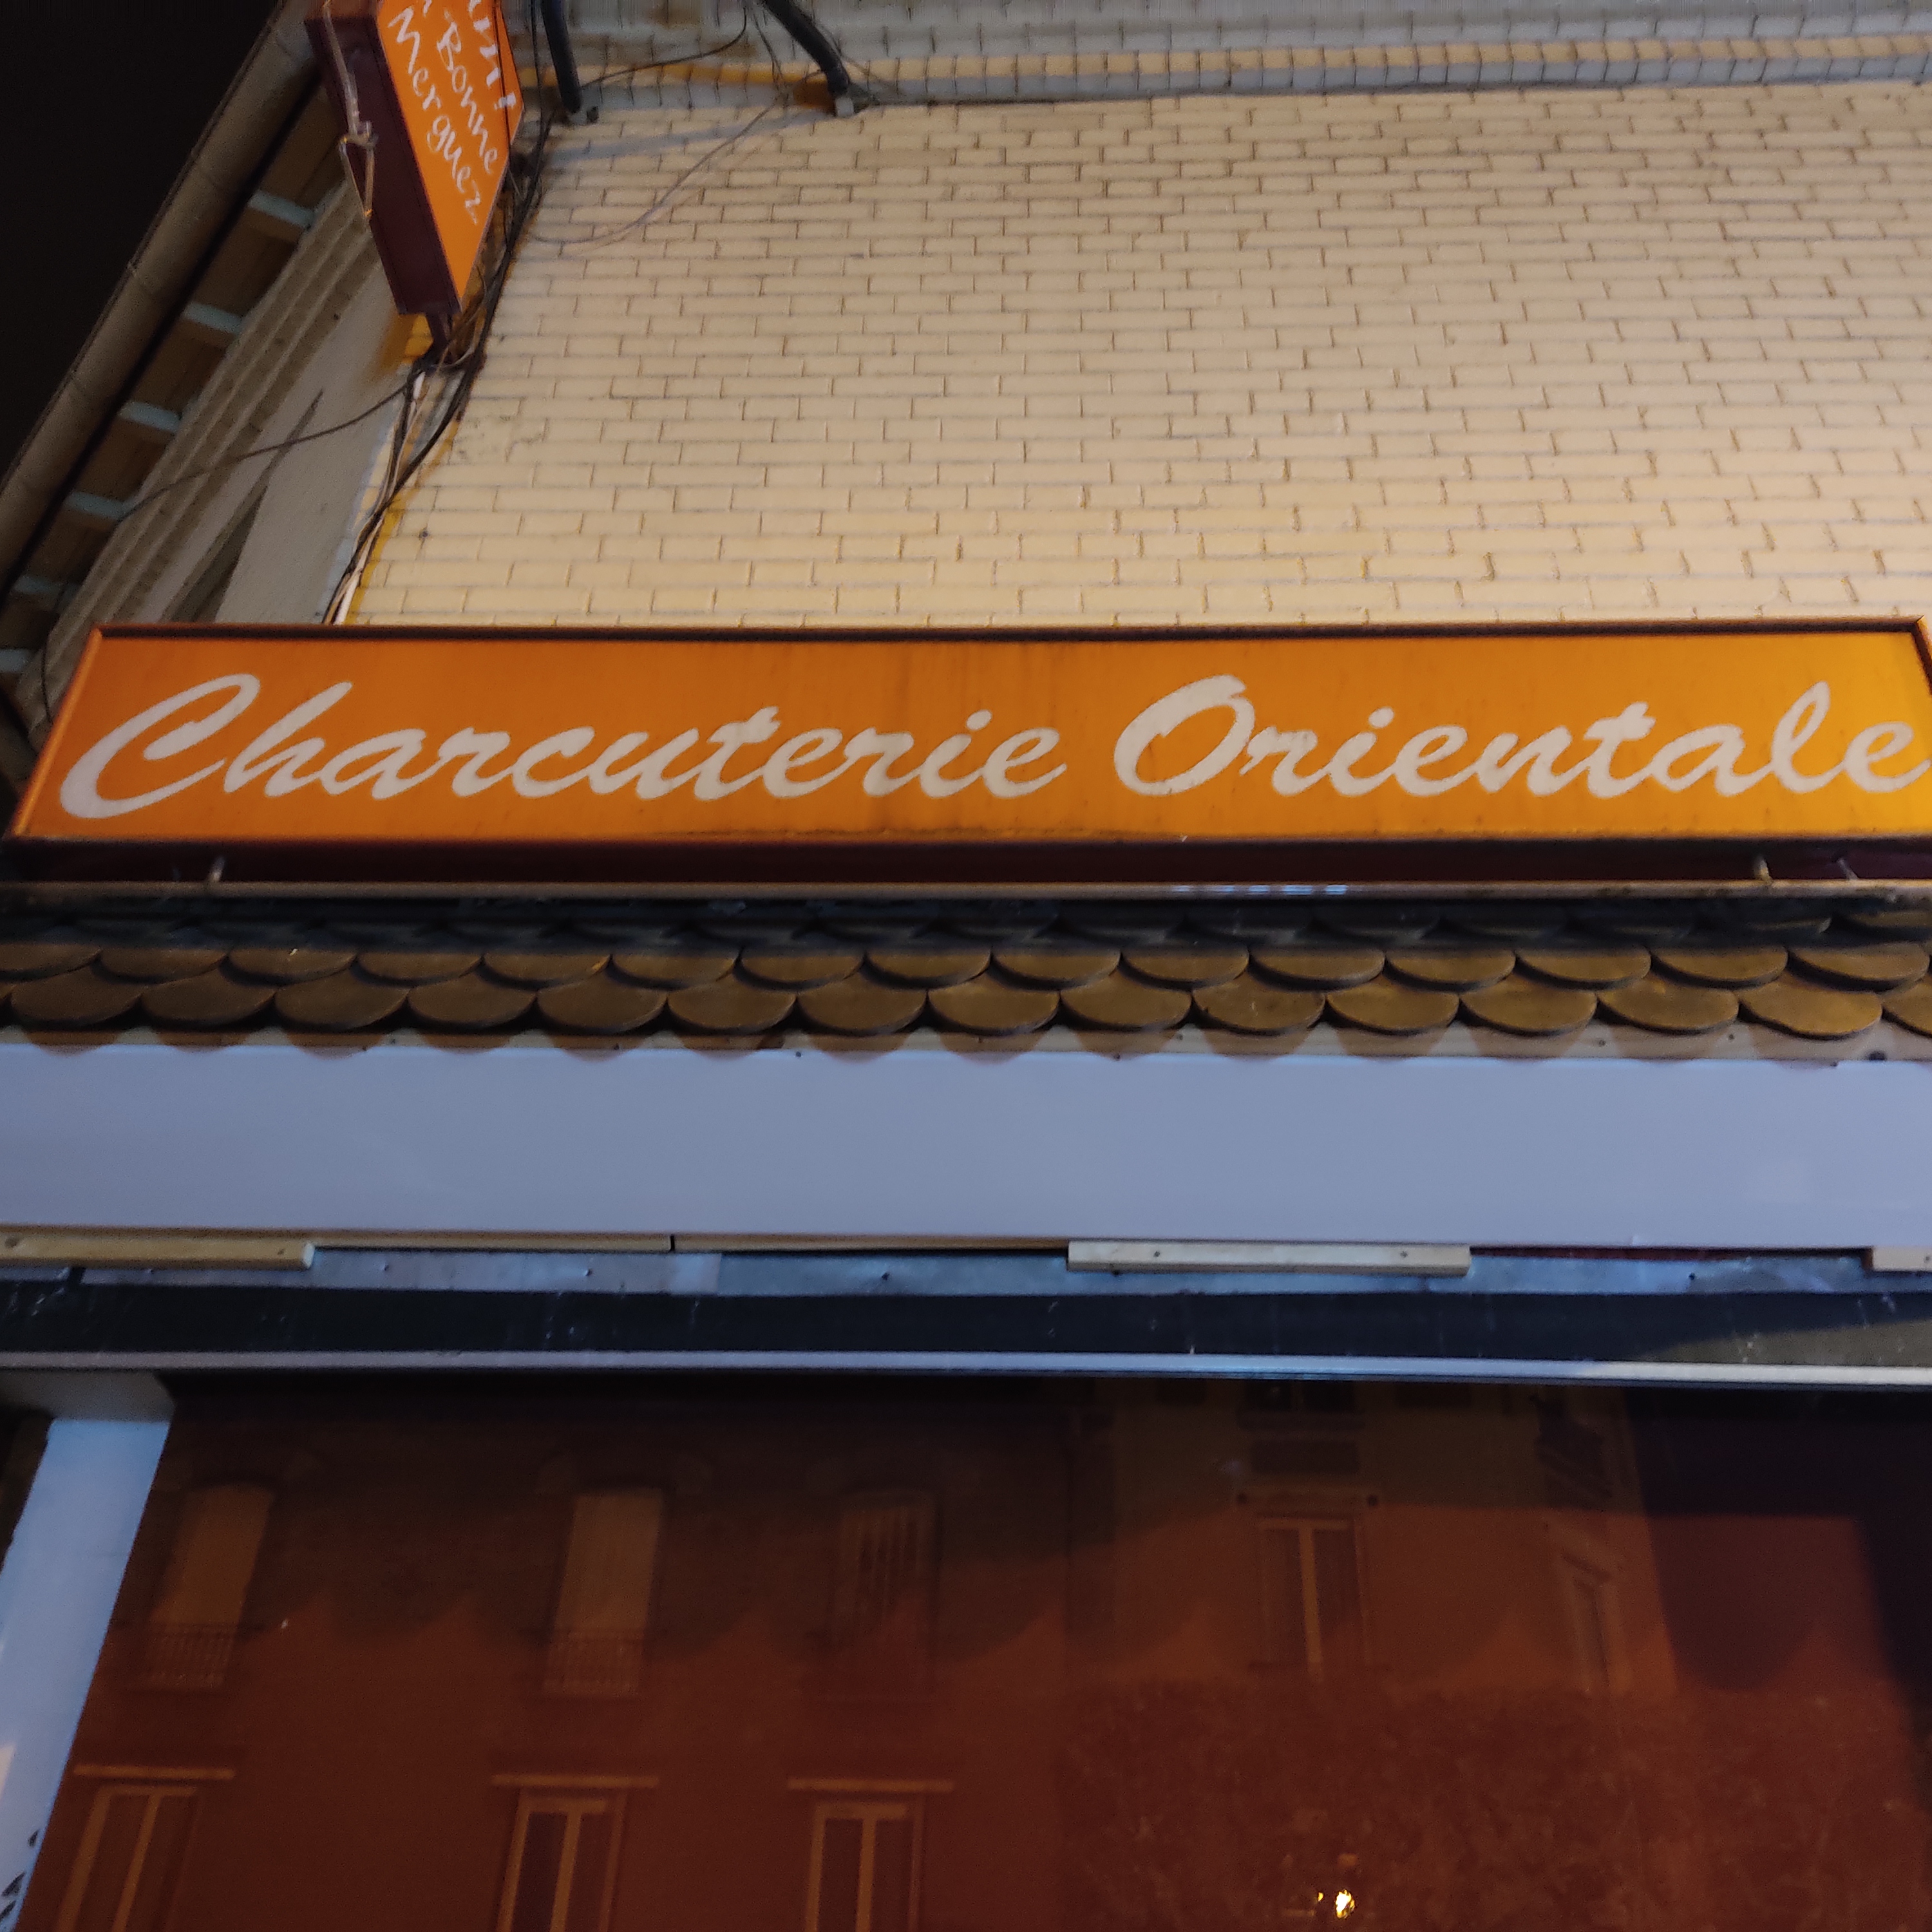 Bonne
Merguez
Charcuterie Orientale